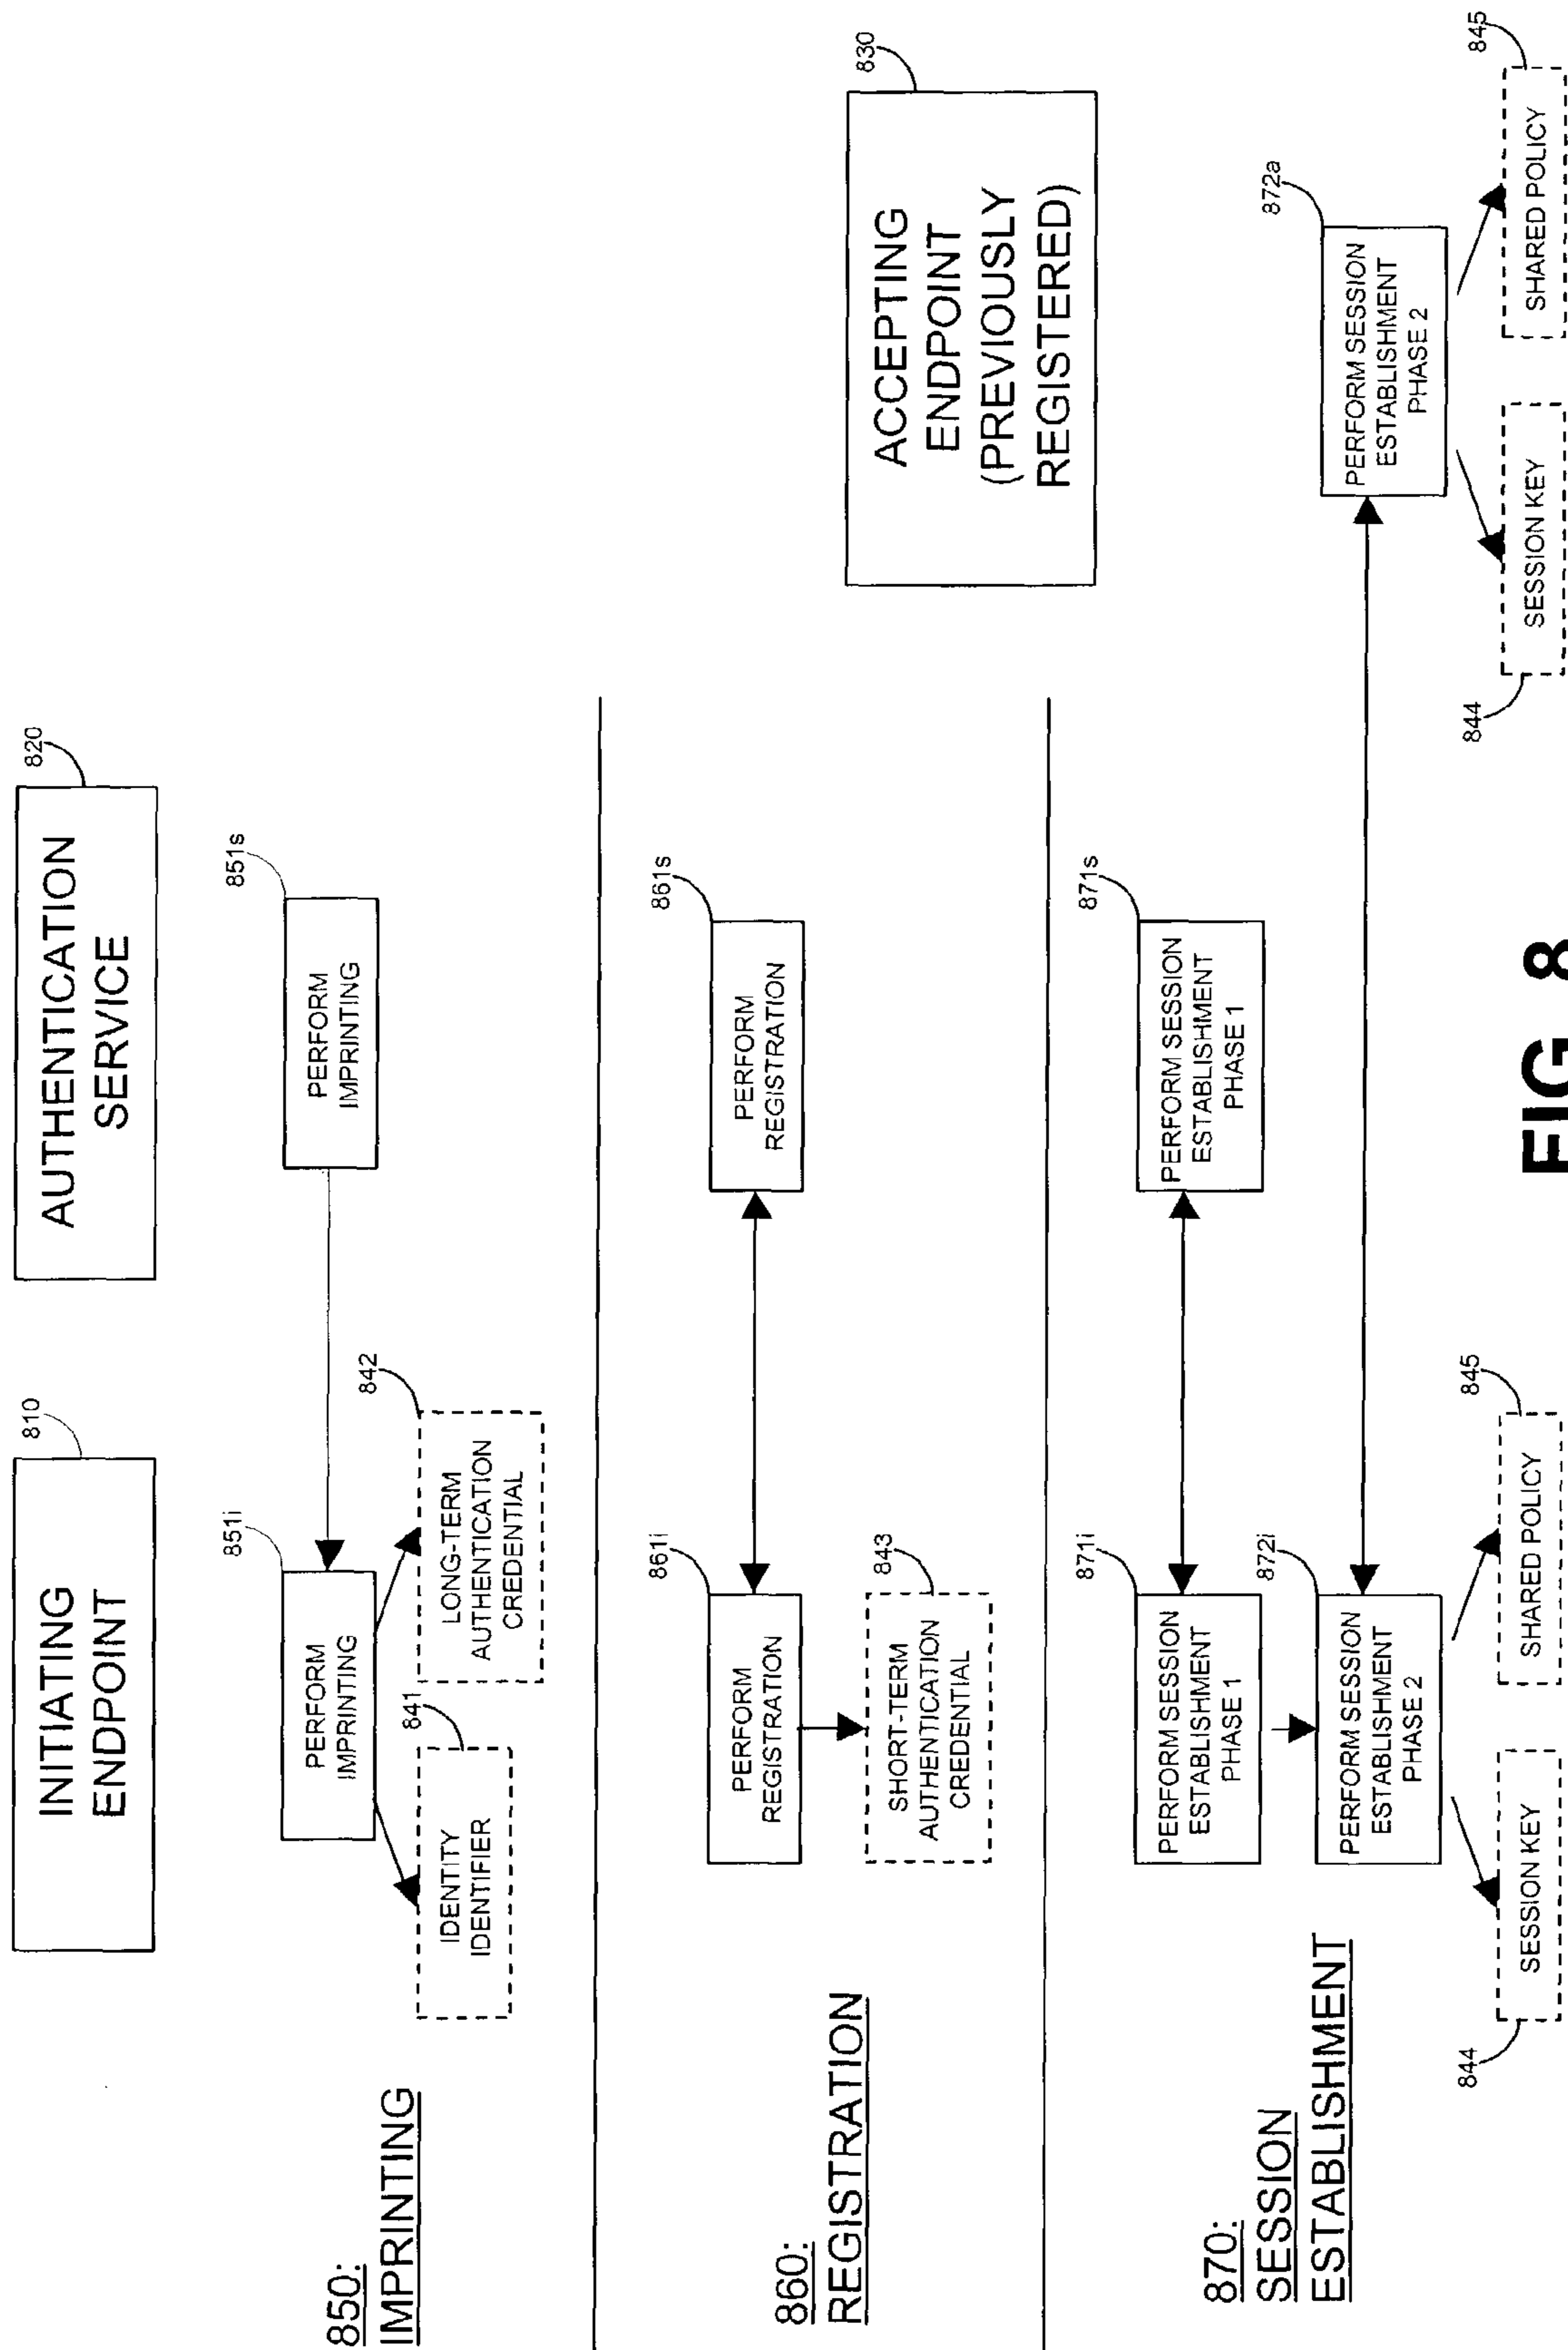 INITIATING
ENDPOINT
810
AUTHENTICATION
SERVICE
820
850:
IMPRINTING
PERFORM
IMPRINTING
851i
PERFORM
IMPRINTING
851s
IDENTITY
IDENTIFIER
841
LONG-TERM
AUTHENTICATION
CREDENTIAL
842
860:
REGISTRATION
PERFORM
REGISTRATION
861i
PERFORM
REGISTRATION
861s
SHORT-TERM
AUTHENTICATION
CREDENTIAL
843
ACCEPTING
ENDPOINT
(PREVIOUSLY
REGISTERED)
830
870:
SESSION
ESTABLISHMENT
PERFORM SESSION
ESTABLISHMENT
PHASE 1
871i
PERFORM SESSION
ESTABLISHMENT
PHASE 1
871s
PERFORM SESSION
ESTABLISHMENT
PHASE 2
872i
PERFORM SESSION
ESTABLISHMENT
PHASE 2
872a
SESSION KEY
844
SHARED POLICY
845
SESSION KEY
844
SHARED POLICY
845
FIG 8